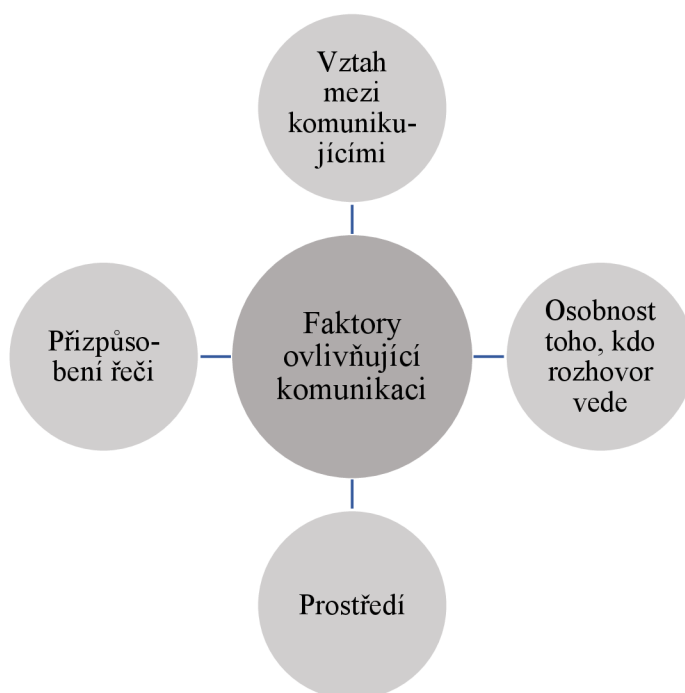 Vztah
mezi
komuniku-
jícími
Přizpůso-
bení řeči
Faktory
ovlivňující
komunikaci
Osobnost
toho, kdo
rozhovor
vede
Prostředí